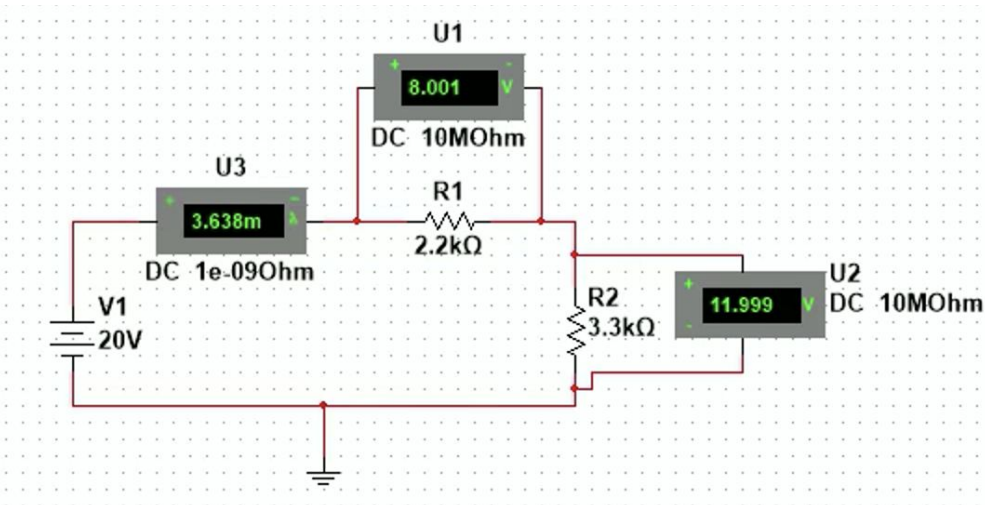 U1
+ -
8.001 V
DC 10MOhm
U3
+ -
3.638m A
DC 1e-09Ohm
R1
2.2kΩ
V1
20V
R2
3.3kΩ
+
-
11.999 V
U2
DC 10MOhm